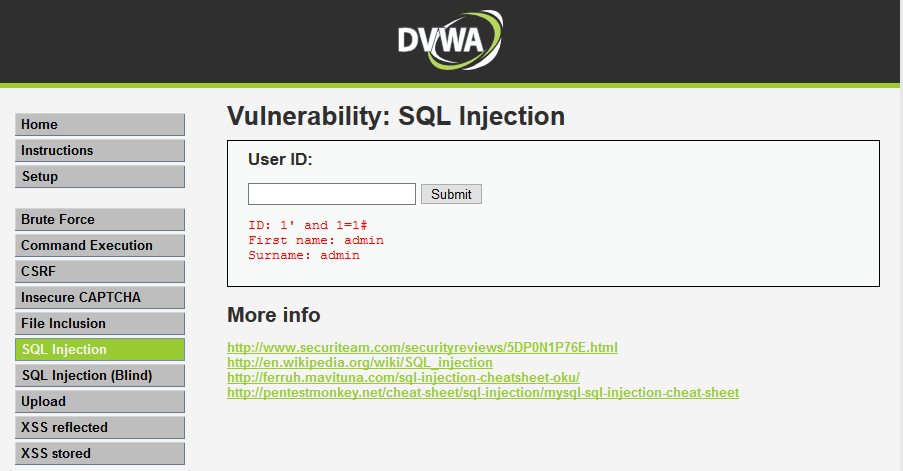 DVWA
Home
Instructions
Setup
Brute Force
Command Execution
CSRF
Insecure CAPTCHA
File Inclusion
SQL Injection
SQL Injection (Blind)
Upload
XSS reflected
XSS stored
Vulnerability: SQL Injection
User ID:
Submit
ID: 1' and 1=1#
First name: admin
Surname: admin
More info
http://www.securiteam.com/securityreviews/5DP0N1P76E.html
http://en.wikipedia.org/wiki/SQL_injection
http://ferruh.mavituna.com/sql-injection-cheatsheet-oku/
http://pentestmonkey.net/cheat-sheet/sql-injection/mysql-sql-injection-cheat-sheet